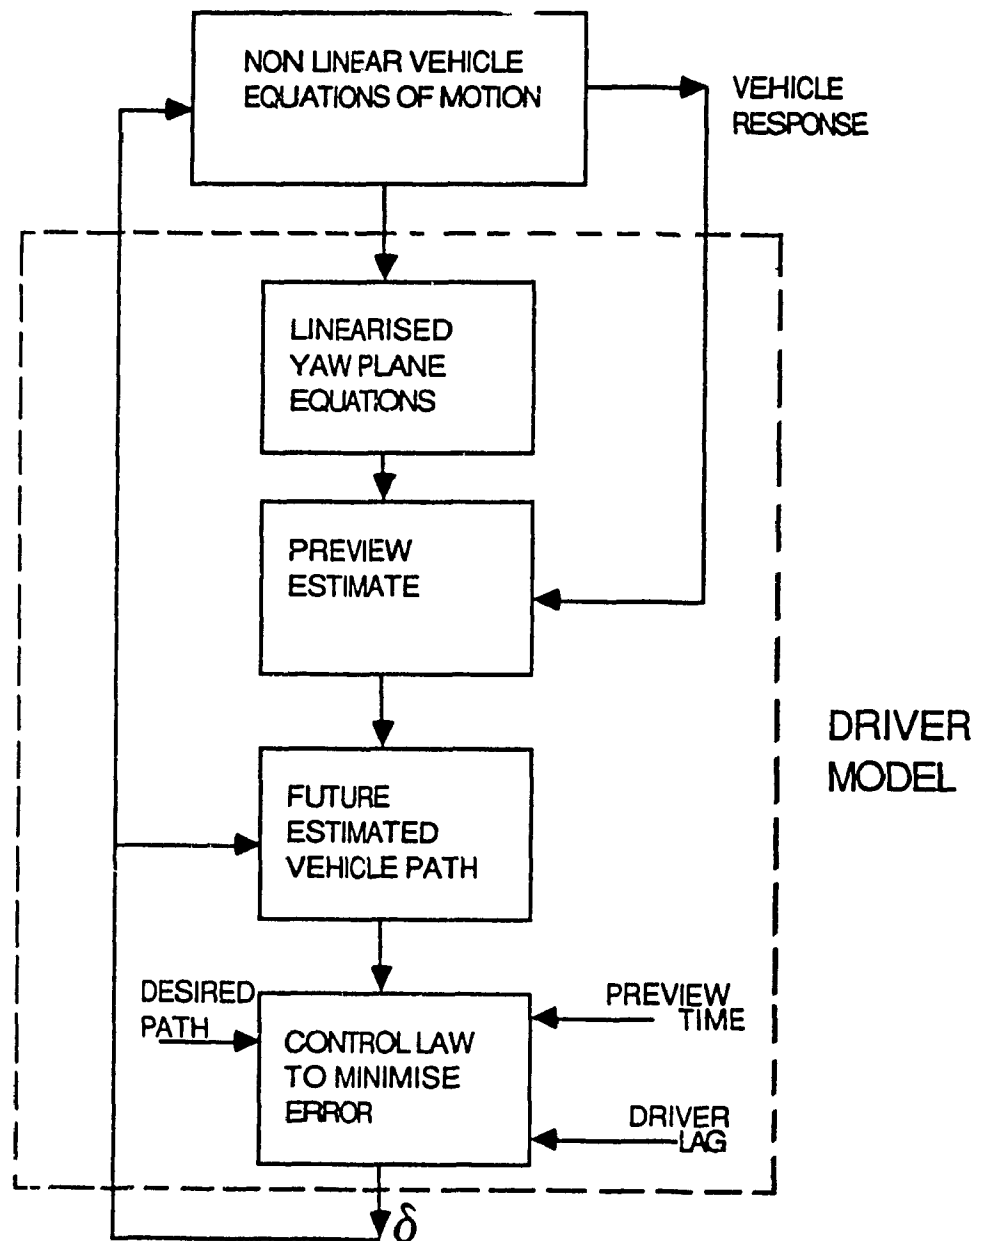 NON LINEAR VEHICLE
EQUATIONS OF MOTION
VEHICLE
RESPONSE
LINEARISED
YAW PLANE
EQUATIONS
PREVIEW
ESTIMATE
DRIVER
MODEL
FUTURE
ESTIMATED
VEHICLE PATH
DESIRED
PATH
PREVIEW
TIME
CONTROL LAW
TO MINIMISE
ERROR
DRIVER
LAG
δ